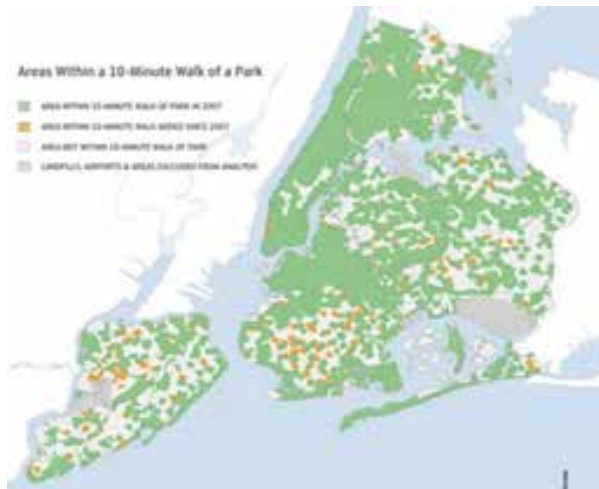 Areas Within a 10-Minute Walk of a Park
AREA WITHIN 10-MINUTE WALK OF PARK IN 2007
AREA WITHIN 10-MINUTE WALK ADDED SINCE 2007
AREA NOT WITHIN 10-MINUTE WALK OF PARK
LANDFILLS, AIRPORTS & AREAS EXCLUDED FROM ANALYSIS